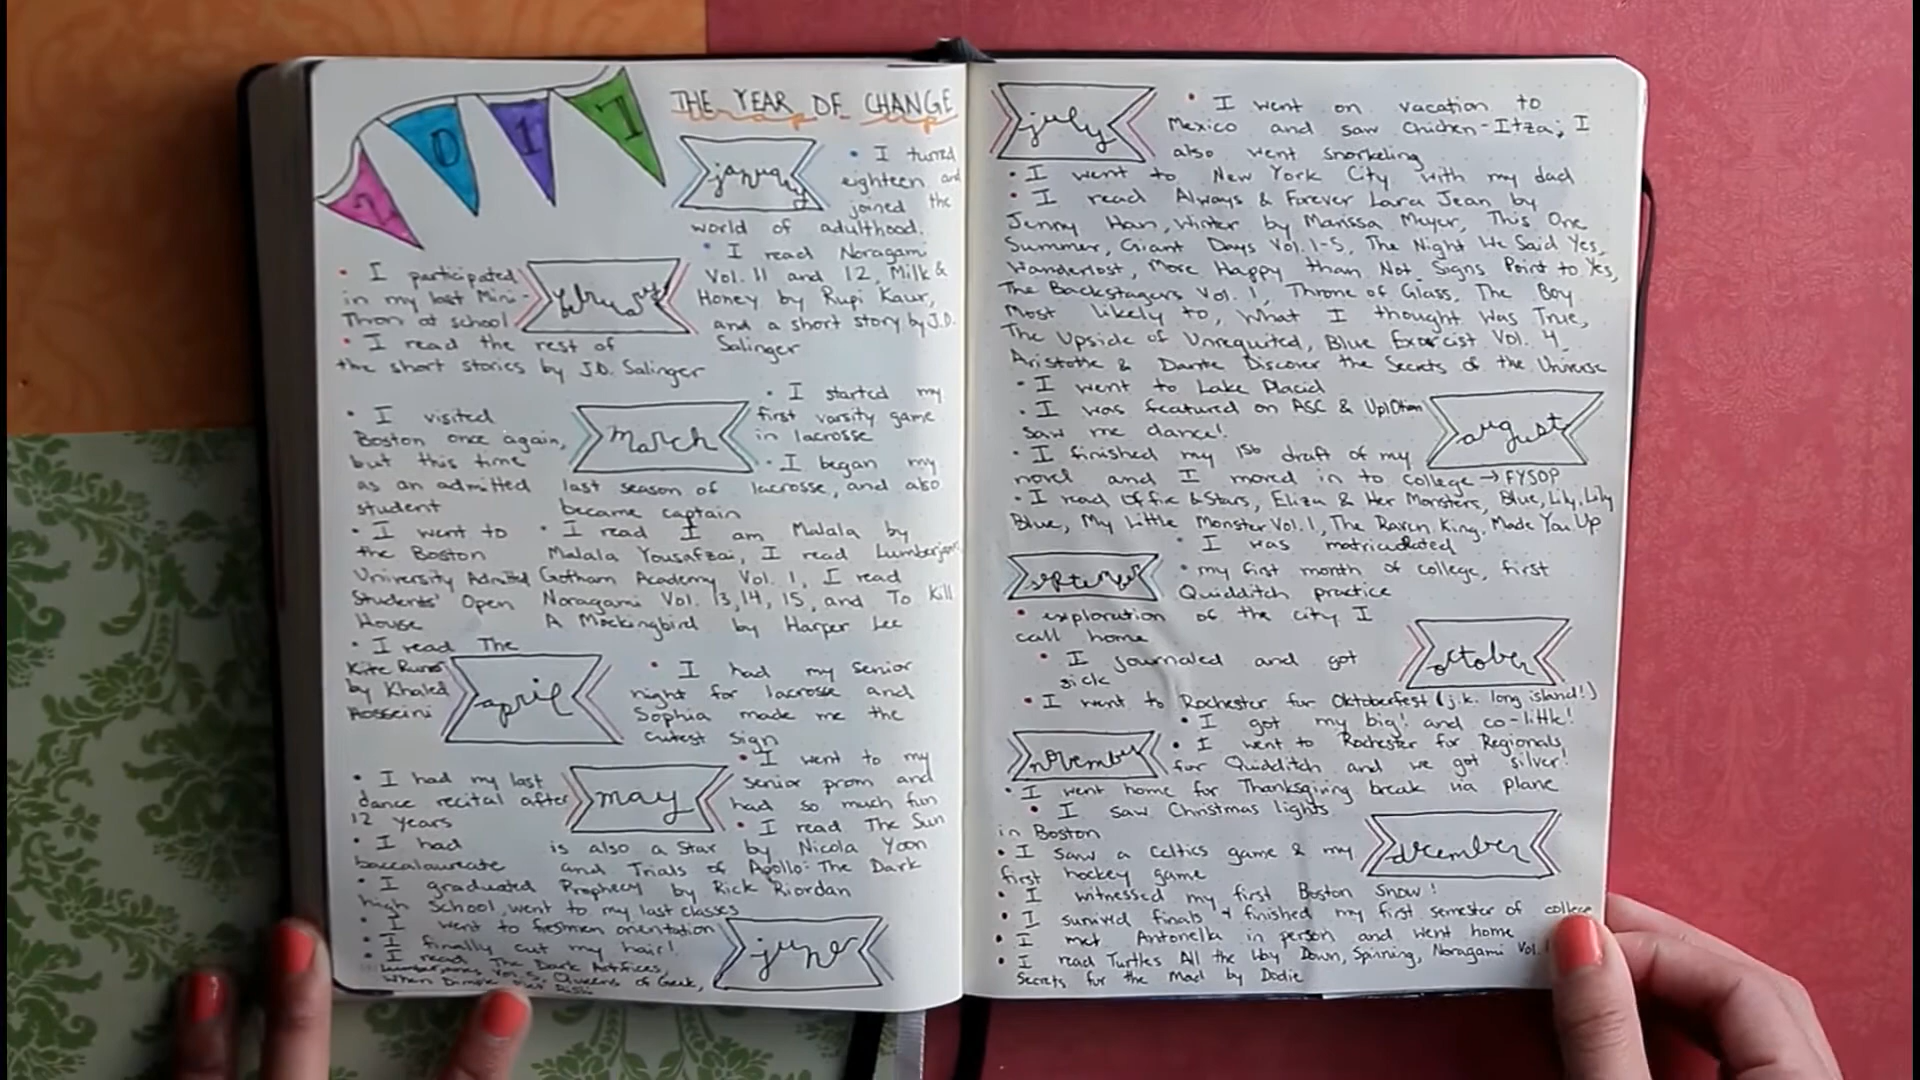 2017
THE YEAR OF CHANGE
january
• I turned
eighteen and
joined the
world of adulthood.
• I read Noragami
Vol. 11 and 12, Milk &
Honey by Rupi Kaur,
and a short story by J.D.
Salinger
february
• I participated
in my last Mini-
Thon at school
• I read the rest of
the short stories by J.D. Salinger
march
• I started my
first varsity game
in lacrosse
• I began my
last season of lacrosse, and also
became captain
• I visited
Boston once again,
but this time
as an admitted
student
• I went to
the Boston
University Admitted
Students' Open
House
• I read I am Malala by
Malala Yousafzai, I read Lumberjanes,
Gotham Academy Vol. 1, I read
Noragami Vol. 13, 14, 15, and To Kill
A Mockingbird by Harper Lee
• I read The
Kite Runner
by Khaled
Hosseini
april
• I had my senior
night for lacrosse and
Sophia made me the
cutest sign
may
• I went to my
senior prom and
had so much fun
• I read The Sun
is also a Star by Nicola Yoon
and Trials of Apollo: The Dark
Prophecy by Rick Riordan
• I had my last
dance recital after
12 years
• I had
baccalaureate
• I graduated
high school, went to my last classes
june
• I went to freshmen orientation
• I finally cut my hair!
• I read The Dark Artifices,
Lumberjanes Vol. 5, Queens of Geek,
When Dimple Met Rishi
july
• I went on vacation to
Mexico and saw Chichen-Itza; I
also went snorkeling
• I went to New York City with my dad
• I read Always & Forever Lara Jean by
Jenny Han, Winter by Marissa Meyer, This One
Summer, Giant Days Vol. 1-5, The Night We Said Yes,
Wanderlost, More Happy than Not, Signs Point to Yes,
The Backstagers Vol. 1, Throne of Glass, The Boy
Most likely to, What I thought Was True,
The Upside of Unrequited, Blue Exorcist Vol. 4
Aristotle & Dante Discover the Secrets of the Universe
• I went to Lake Placid
august
• I was featured on ASC & Up10tion
saw me dance!
• I finished my 1st draft of my
novel and I moved in to college → FYSOP
• I read Of Fire & Stars, Eliza & Her Monsters, Blue, Lily, Lily
Blue, My Little Monster Vol. 1, The Raven King, Made You Up
• I was matriculated
september
• my first month of college, first
Quidditch practice
• exploration of the city I
call home
october
• I journaled and got
sick
• I went to Rochester for Oktoberfest (j.k. long island!)
• I got my big! and co-little!
november
• I went to Rochester for Regionals
for Quidditch and we got silver!
• I went home for Thanksgiving break via plane
• I saw Christmas lights
in Boston
december
• I saw a Celtics game & my
first hockey game
• I witnessed my first Boston snow!
• I survived finals & finished my first semester of college
• I met Antonella in person and went home
• I read Turtles All the Way Down, Spinning, Noragami Vol. 1
Secrets for the Mad by Dodie